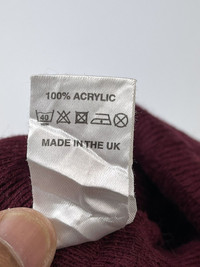 100% ACRYLIC
40
MADE IN THE UK